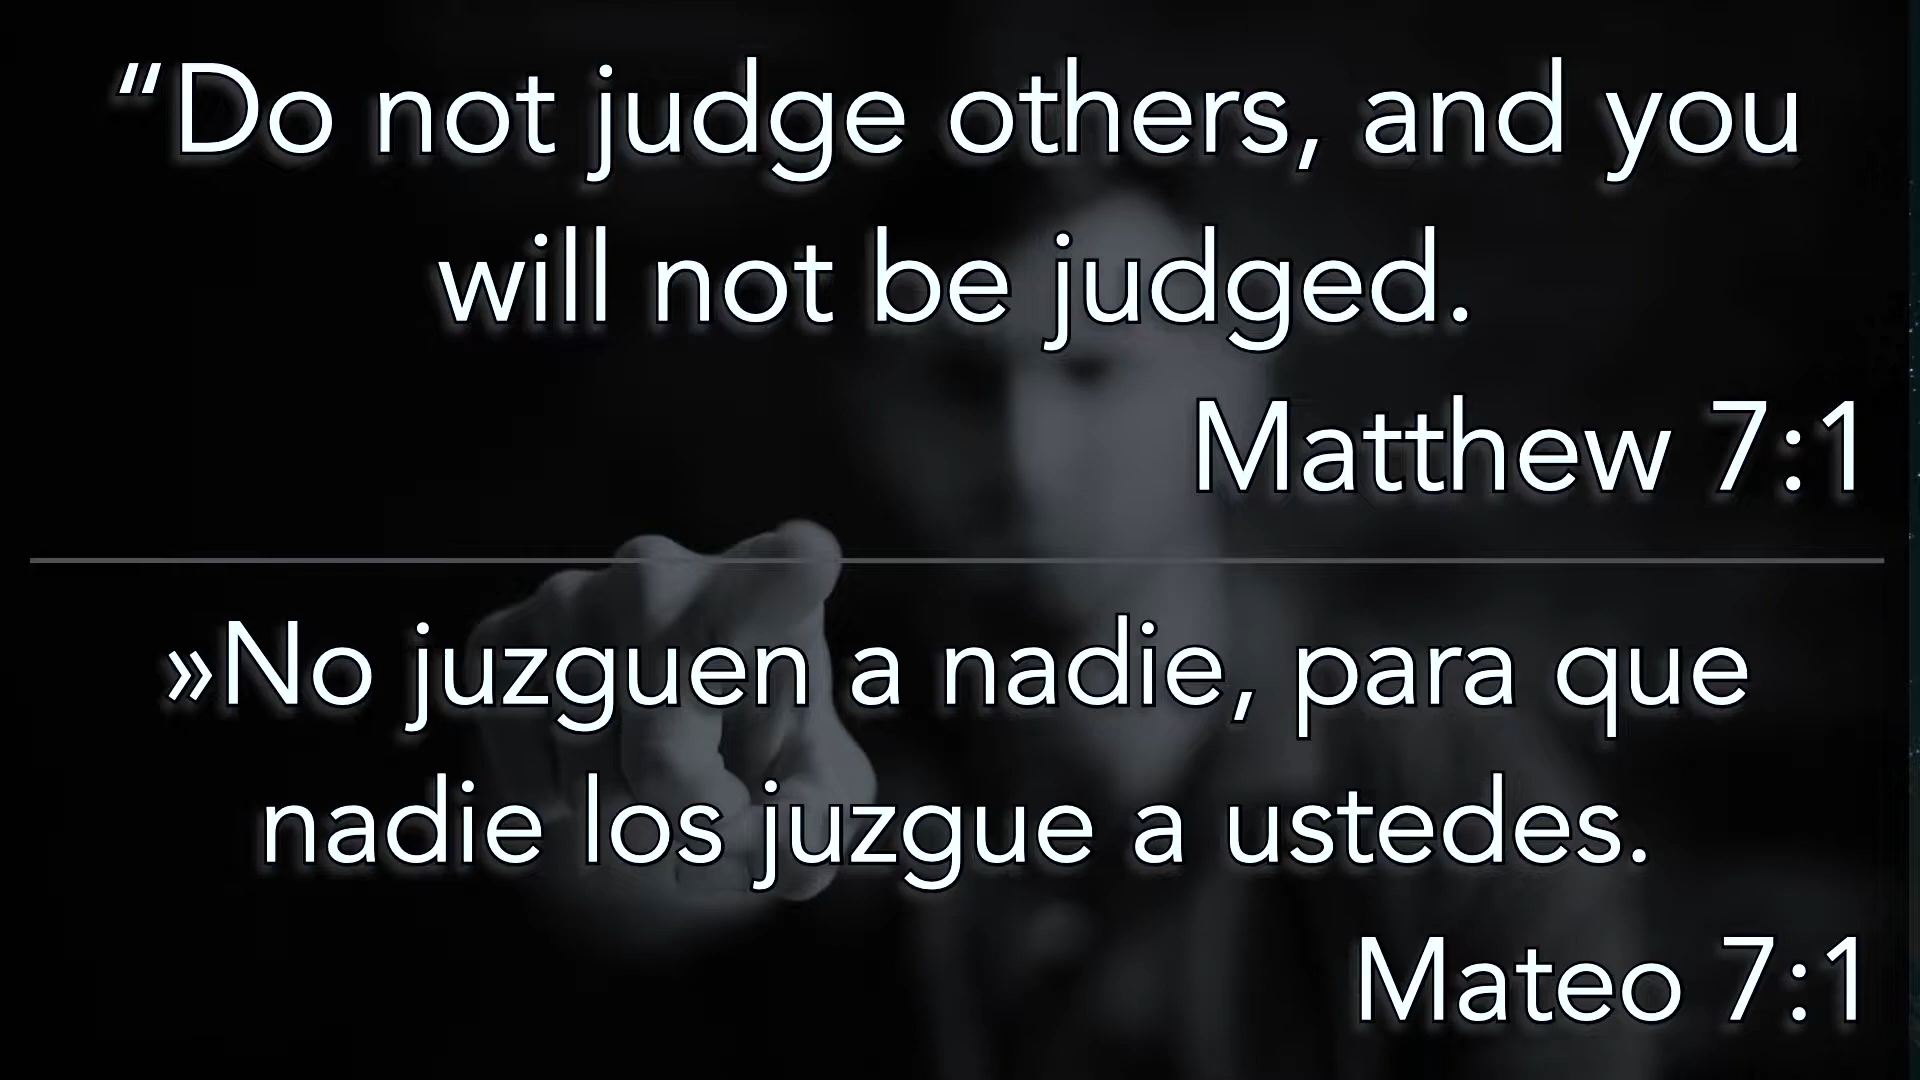 “Do not judge others, and you
will not be judged.
Matthew 7:1
»No juzguen a nadie, para que
nadie los juzgue a ustedes.
Mateo 7:1